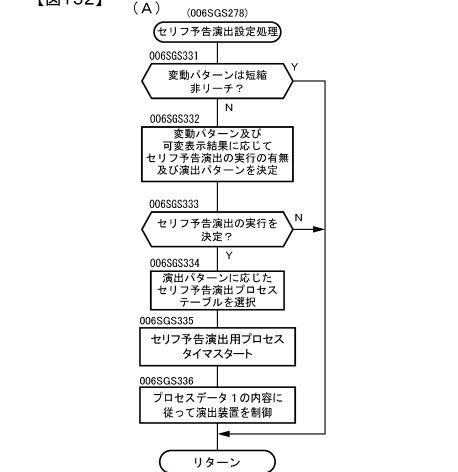 【図132】
(A)
(006SGS278)
セリフ予告演出設定処理
006SGS331
変動パターンは短縮
非リーチ?
Y
N
006SGS332
変動パターン及び
可変表示結果に応じて
セリフ予告演出の実行の有無
及び演出パターンを決定
006SGS333
セリフ予告演出の実行を
決定?
N
Y
006SGS334
演出パターンに応じた
セリフ予告演出プロセス
テーブルを選択
006SGS335
セリフ予告演出用プロセス
タイマスタート
006SGS336
プロセスデータ1の内容に
従って演出装置を制御
リターン